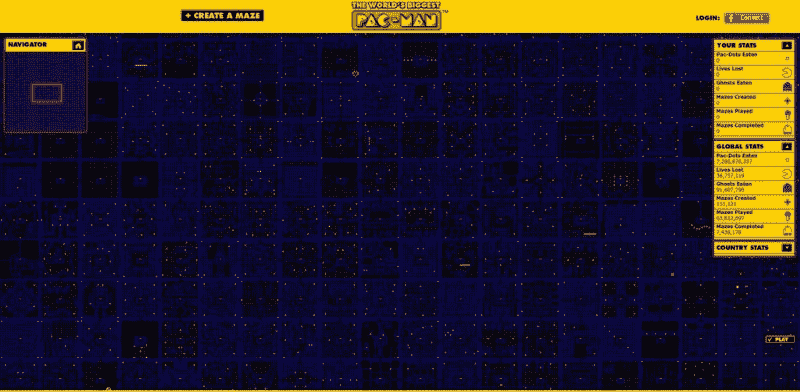 THE WORLD'S BIGGEST
PAC-MAN™
+ CREATE A MAZE
LOGIN:
f Connect
NAVIGATOR
YOUR STATS
Pac-Dots Eaten
0
Lives Lost
0
Ghosts Eaten
0
Mazes Created
0
Mazes Played
0
Mazes Completed
0
GLOBAL STATS
Pac-Dots Eaten
Lives Lost
Ghosts Eaten
Mazes Created
Mazes Played
Mazes Completed
COUNTRY STATS
PLAY